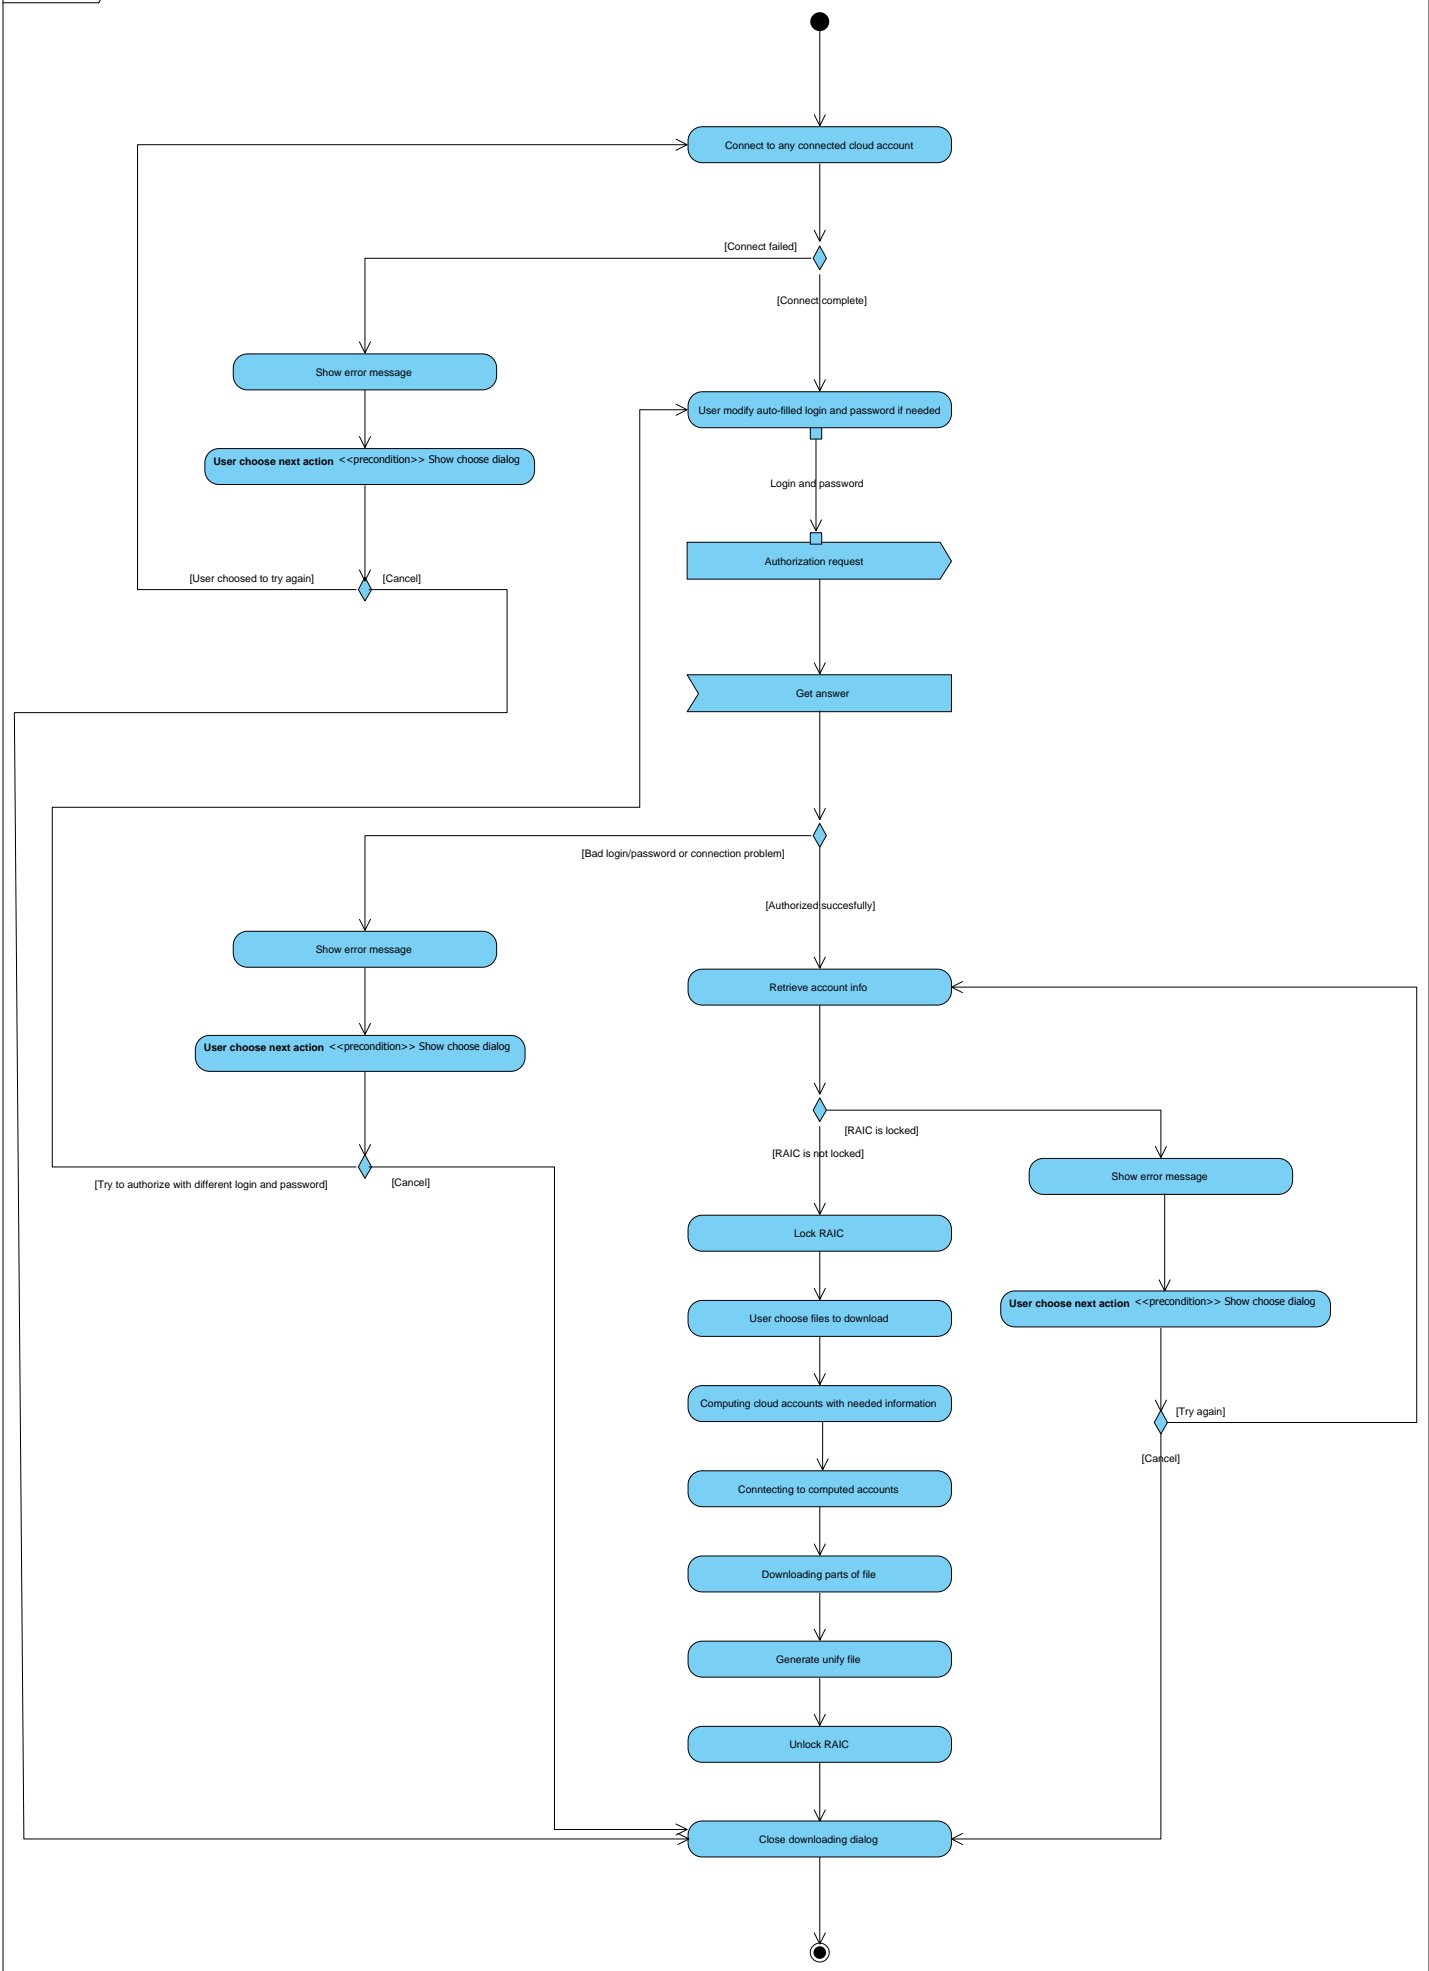 Connect to any connected cloud account
[Connect failed]
[Connect complete]
Show error message
User modify auto-filled login and password if needed
User choose next action <<precondition>> Show choose dialog
Login and password
Authorization request
[User choosed to try again]
[Cancel]
Get answer
[Bad login/password or connection problem]
[Authorized succesfully]
Show error message
Retrieve account info
User choose next action <<precondition>> Show choose dialog
[RAIC is locked]
[RAIC is not locked]
Show error message
[Try to authorize with different login and password]
[Cancel]
Lock RAIC
User choose next action <<precondition>> Show choose dialog
User choose files to download
Computing cloud accounts with needed information
[Try again]
[Cancel]
Conntecting to computed accounts
Downloading parts of file
Generate unify file
Unlock RAIC
Close downloading dialog